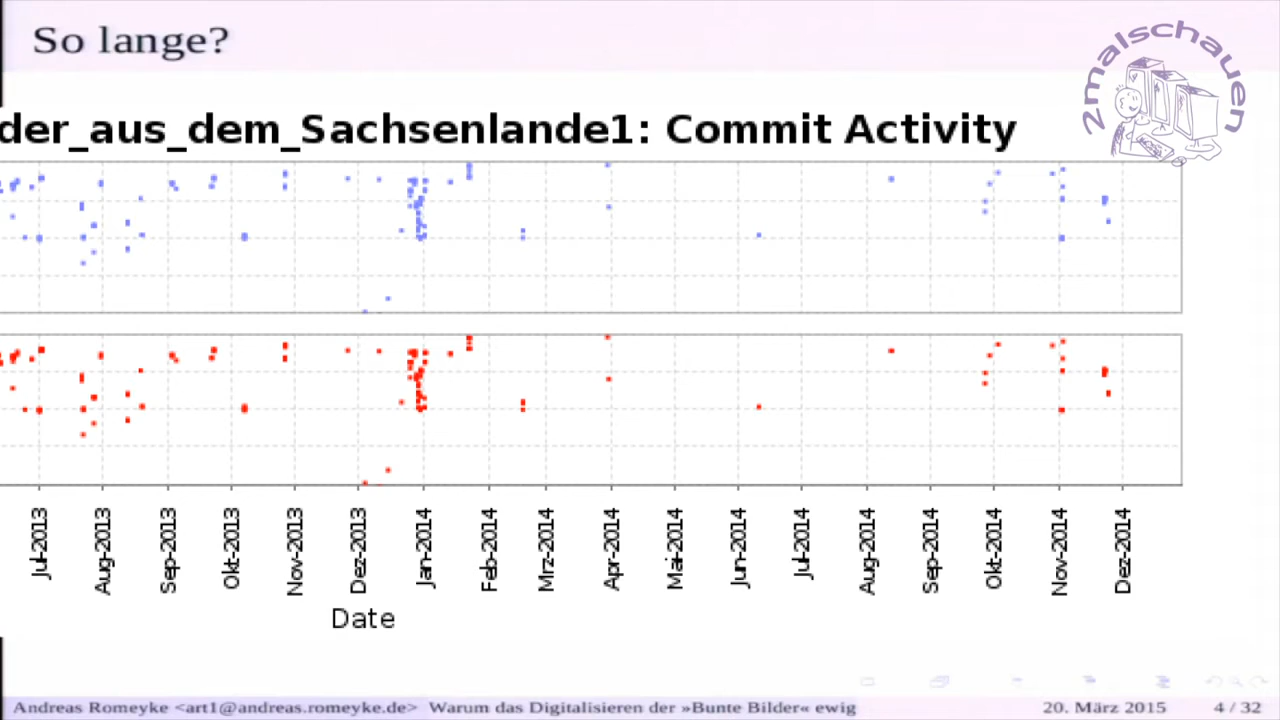 So lange?
2malschauen
der_aus_dem_Sachsenlande1: Commit Activity
Jul-2013
Aug-2013
Sep-2013
Okt-2013
Nov-2013
Dez-2013
Jan-2014
Feb-2014
Mrz-2014
Apr-2014
Mai-2014
Jun-2014
Jul-2014
Aug-2014
Sep-2014
Okt-2014
Nov-2014
Dez-2014
Date
Andreas Romeyke <art1@andreas.romeyke.de> Warum das Digitalisieren der »Bunte Bilder« ewig 20. März 2015 4 / 32